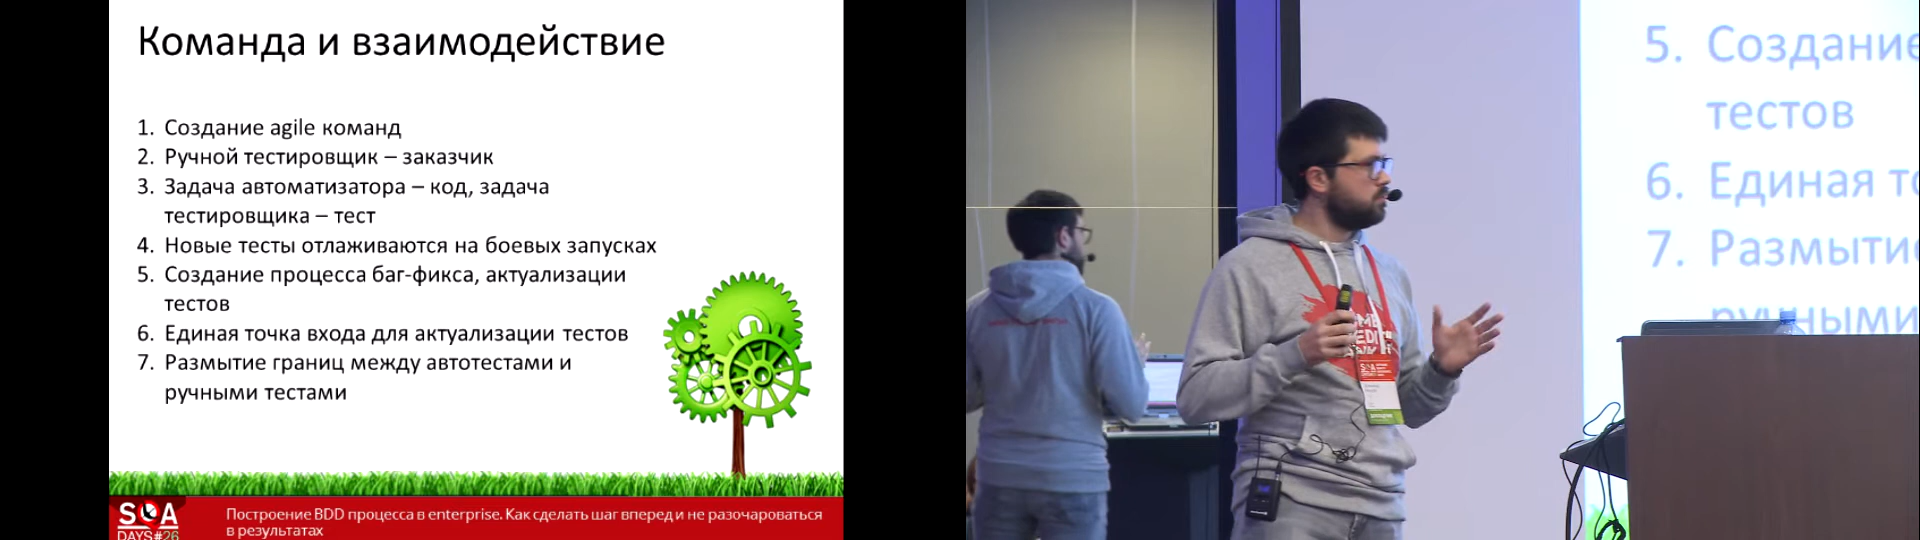 Команда и взаимодействие
1. Создание agile команд
2. Ручной тестировщик – заказчик
3. Задача автоматизатора – код, задача
тестировщика – тест
4. Новые тесты отлаживаются на боевых запусках
5. Создание процесса баг-фикса, актуализации
тестов
6. Единая точка входа для актуализации тестов
7. Размытие границ между автотестами и
ручными тестами
SQA
DAYS#26
Построение BDD процесса в enterprise. Как сделать шаг вперед и не разочароваться
в результатах
5. Создание
тестов
6. Единая то
7. Размытие
ручными
SQA